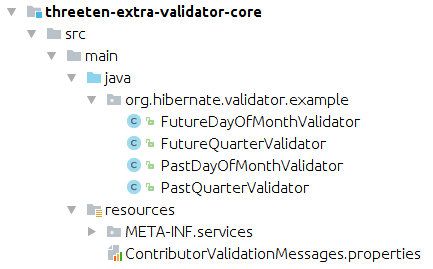 threeten-extra-validator-core
src
main
java
org.hibernate.validator.example
FutureDayOfMonthValidator
FutureQuarterValidator
PastDayOfMonthValidator
PastQuarterValidator
resources
META-INF.services
ContributorValidationMessages.properties